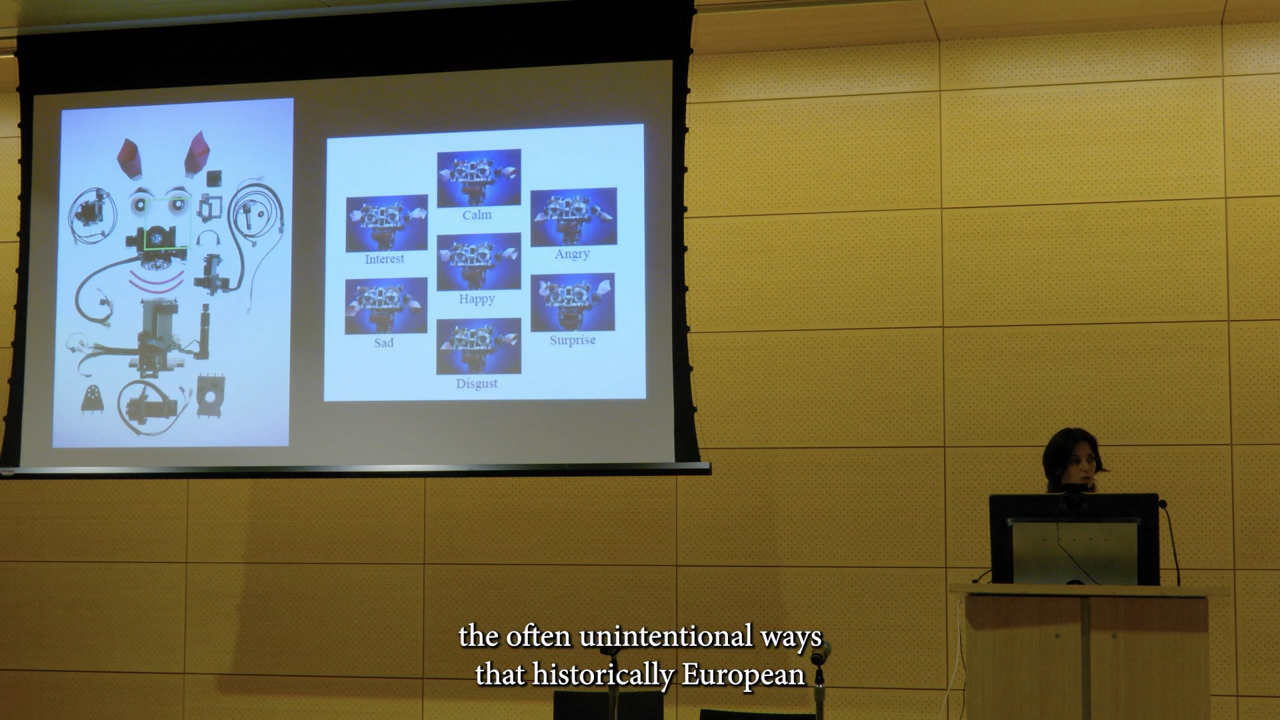 Calm
Interest
Angry
Happy
Sad
Surprise
Disgust
the often unintentional ways
that historically European